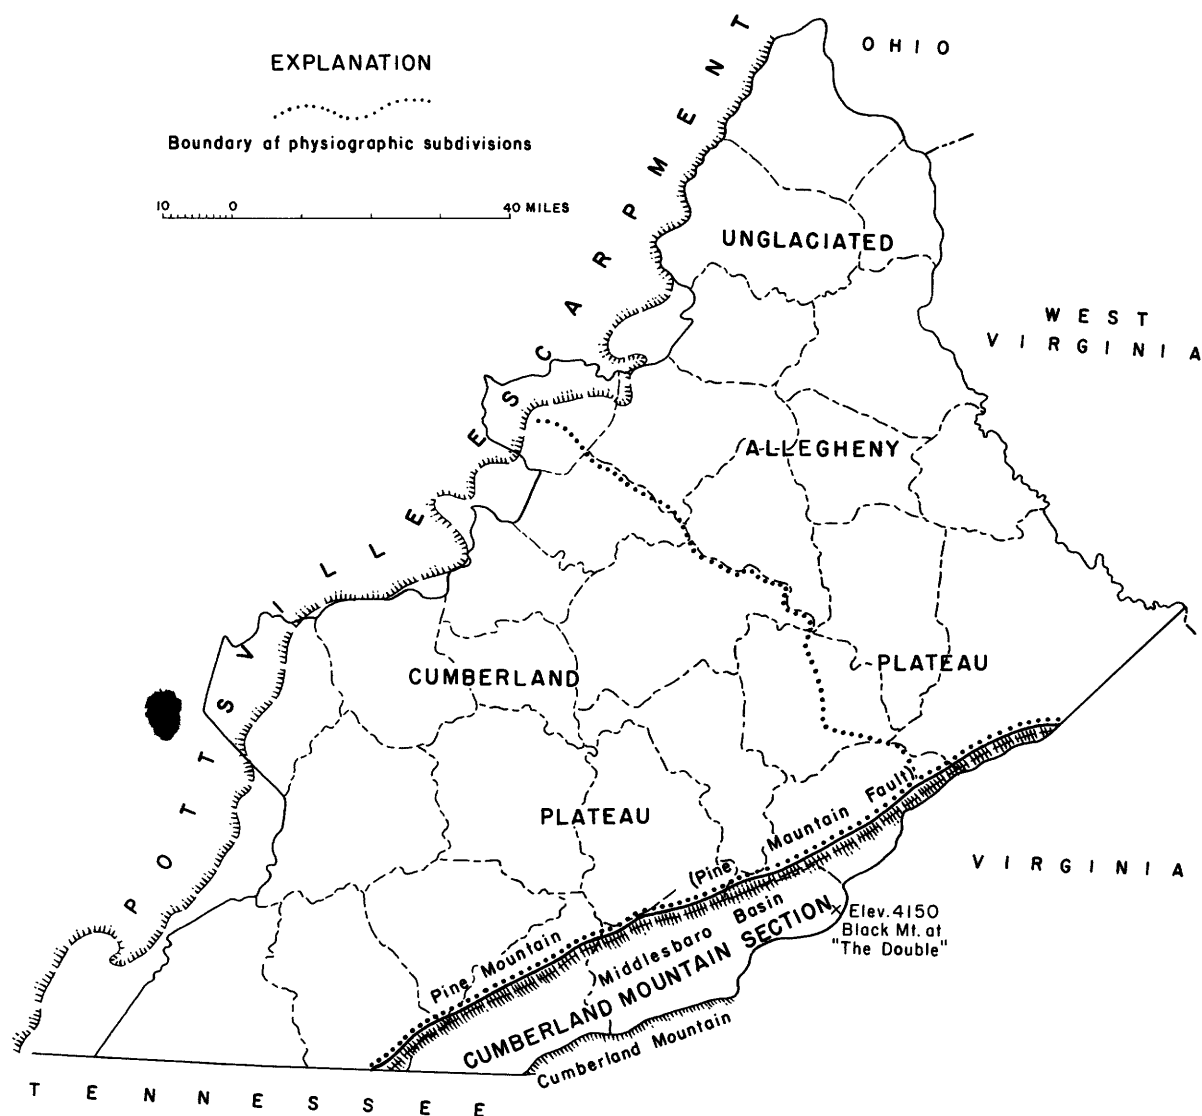 EXPLANATION
Boundary of physiographic subdivisions
10 0 40 MILES
OHIO
POTTSVILLE ESCARPMENT
UNGLACIATED
WEST
VIRGINIA
ALLEGHENY
PLATEAU
CUMBERLAND
PLATEAU
(Pine Mountain Fault)
VIRGINIA
Elev. 4150
Black Mt. at
"The Double"
Pine Mountain
Middlesboro Basin
CUMBERLAND MOUNTAIN SECTION
Cumberland Mountain
TENNESSEE